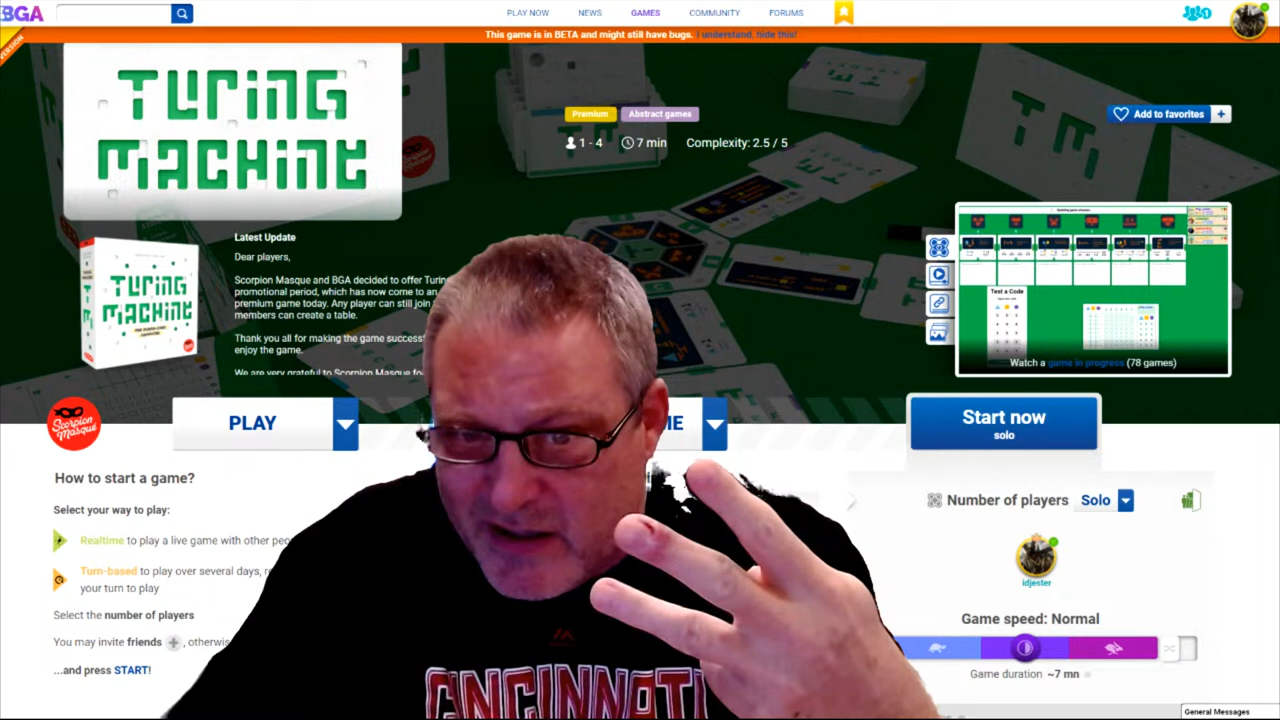 BGA
PLAY NOW
NEWS
GAMES
COMMUNITY
FORUMS
VERSION
This game is in BETA and might still have bugs. I understand, hide this!
TURING
MACHINE
Premium
Abstract games
1 - 4
7 min
Complexity: 2.5 / 5
Add to favorites
+
Latest Update
Dear players,
Scorpion Masque and BGA decided to offer
promotional period, which has now come to an
premium game today. Any player can still join
members can create a table.
Thank you all for making the game
enjoy the game.
We are very grateful to Scorpion Masque
TURING
MACHINE
Test a Code
Watch a game in progress (78 games)
Scorpion
Masque
PLAY
Start now
solo
How to start a game?
Select your way to play:
Realtime to play a live game with other
Turn-based to play over several days,
your turn to play
Select the number of players
You may invite friends + ,
...and press START!
Number of players Solo
idjester
Game speed: Normal
Game duration ~7 mn
General Messages
CINCINNATI